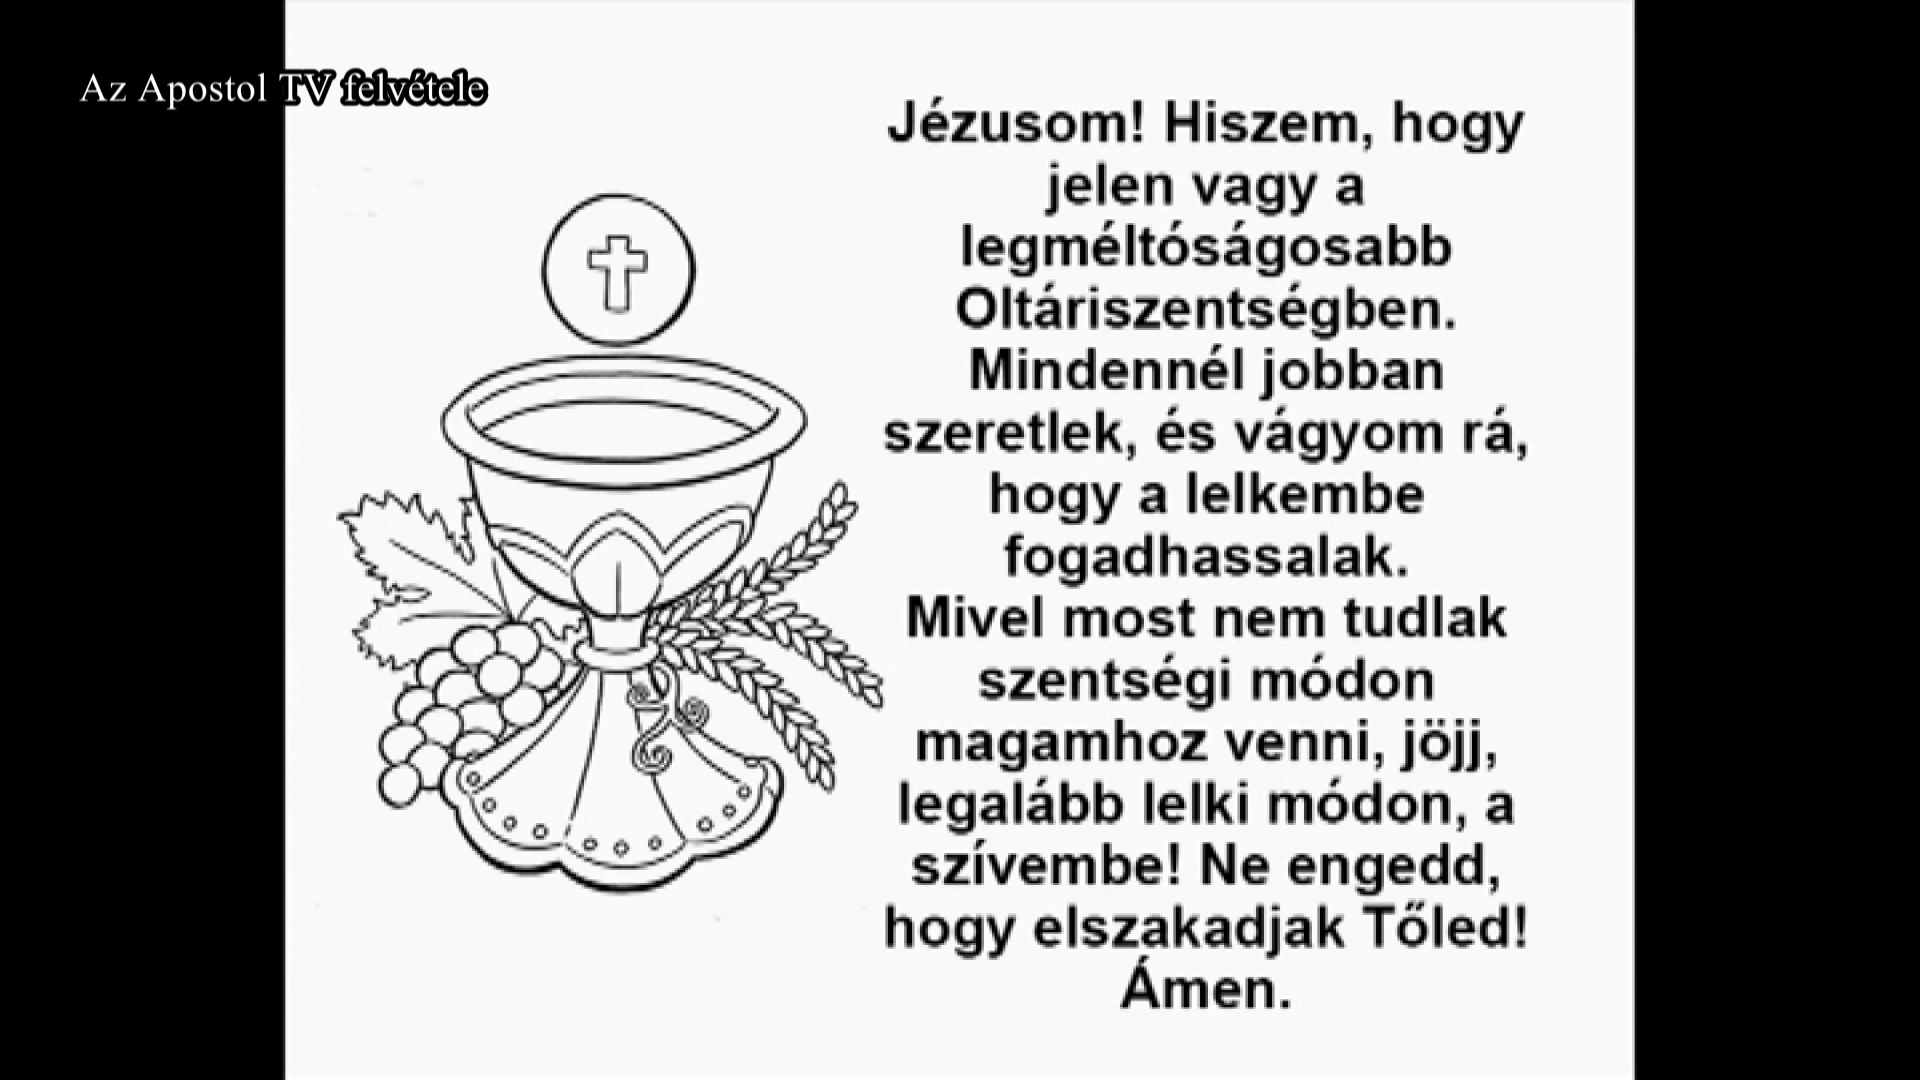 Az Apostol TV felvétele
Jézusom! Hiszem, hogy
jelen vagy a
legméltóságosabb
Oltáriszentségben.
Mindennél jobban
szeretlek, és vágyom rá,
hogy a lelkembe
fogadhassalak.
Mivel most nem tudlak
szentségi módon
magamhoz venni, jöjj,
legalább lelki módon, a
szívembe! Ne engedd,
hogy elszakadjak Tőled!
Ámen.